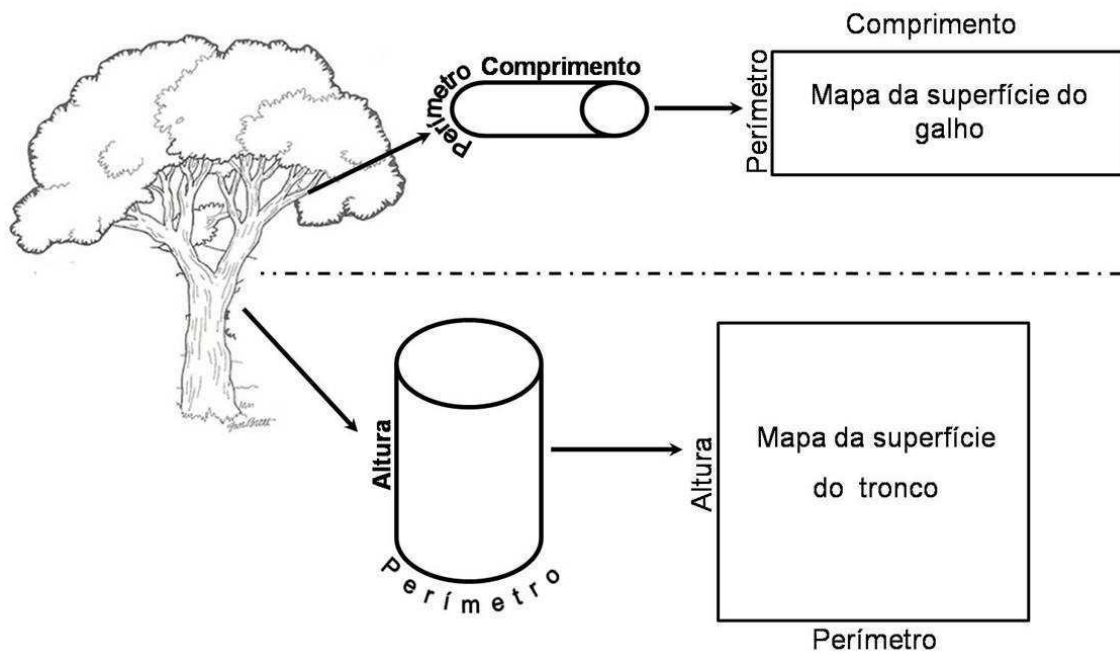 Comprimento
Perímetro
Comprimento
Perímetro
Mapa da superfície do
galho
Altura
Perímetro
Altura
Mapa da superfície
do tronco
Perímetro